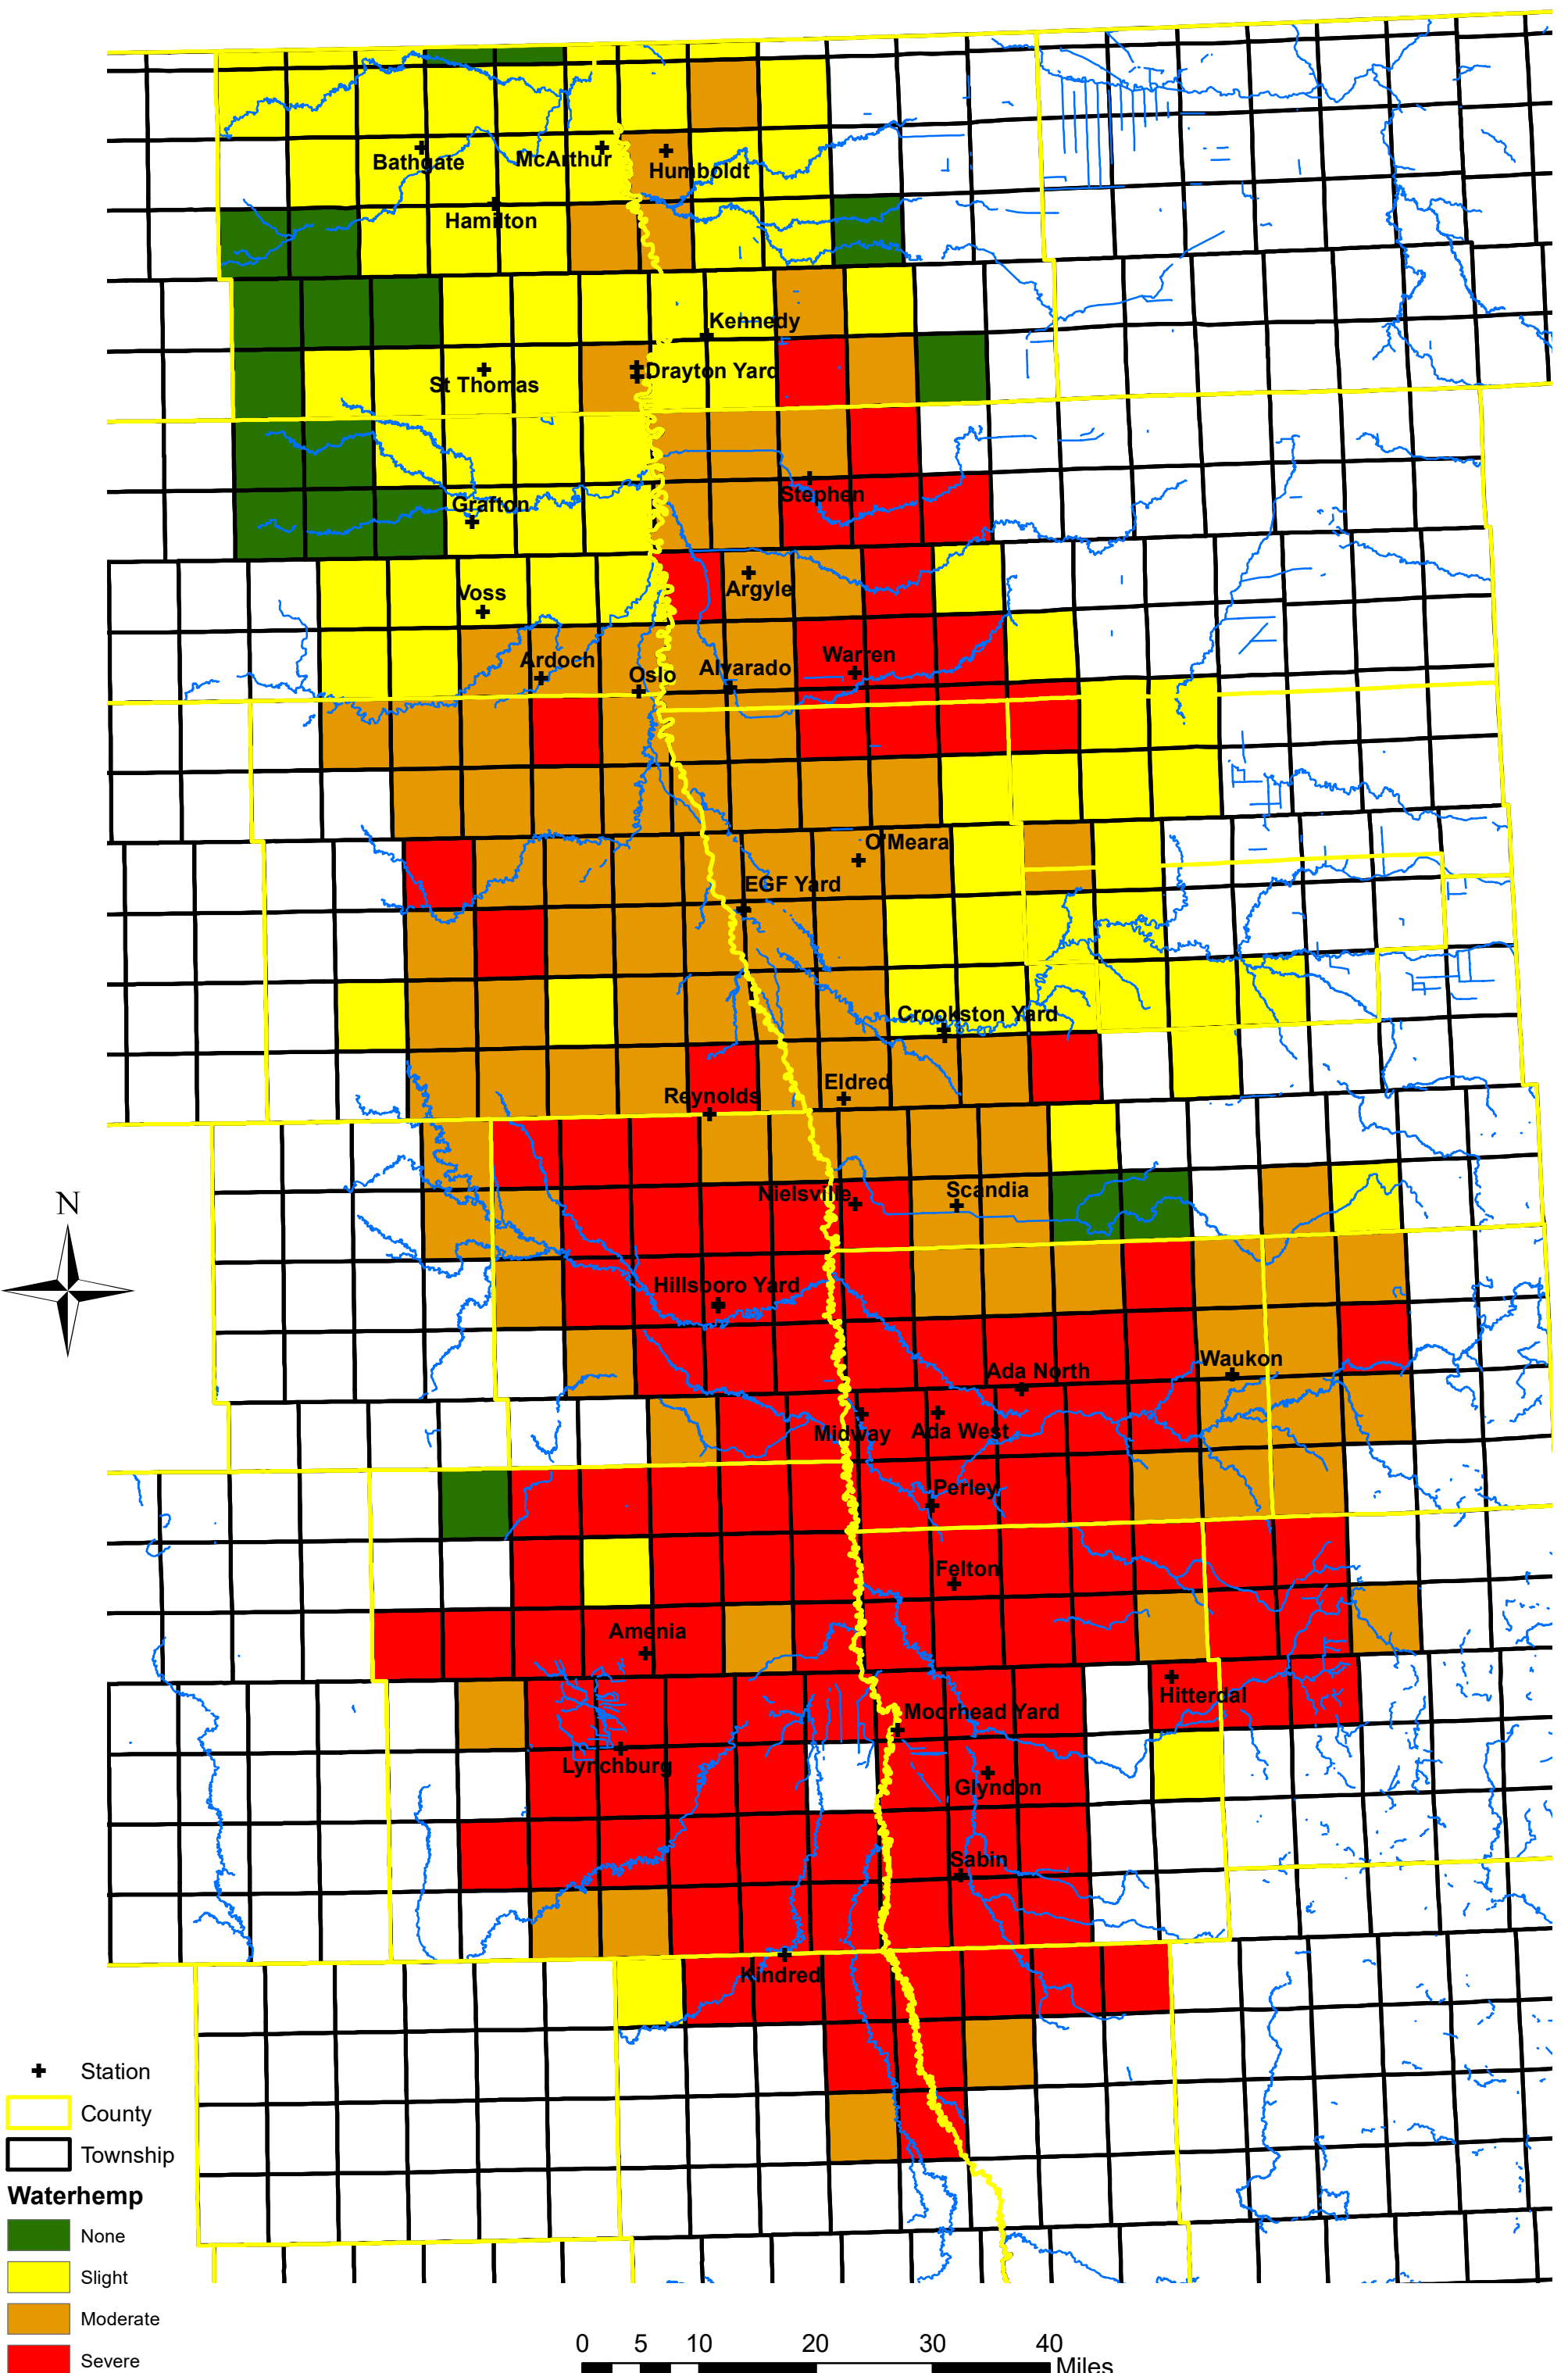 Bathgate
McArthur
Humboldt
Hamilton
Kennedy
Drayton Yard
St Thomas
Stephen
Grafton
Argyle
Voss
Ardoch
Oslo
Alvarado
Warren
O'Meara
EGF Yard
Crookston Yard
Eldred
Reynolds
Nielsville
Scandia
N
Hillsboro Yard
Waukon
Ada North
Midway
Ada West
Perley
Felton
Amenia
Hitterdal
Moorhead Yard
Lynchburg
Glyndon
Sabin
Kindred
Station
County
Township
Waterhemp
None
Slight
Moderate
Severe
0 5 10 20 30 40
Miles